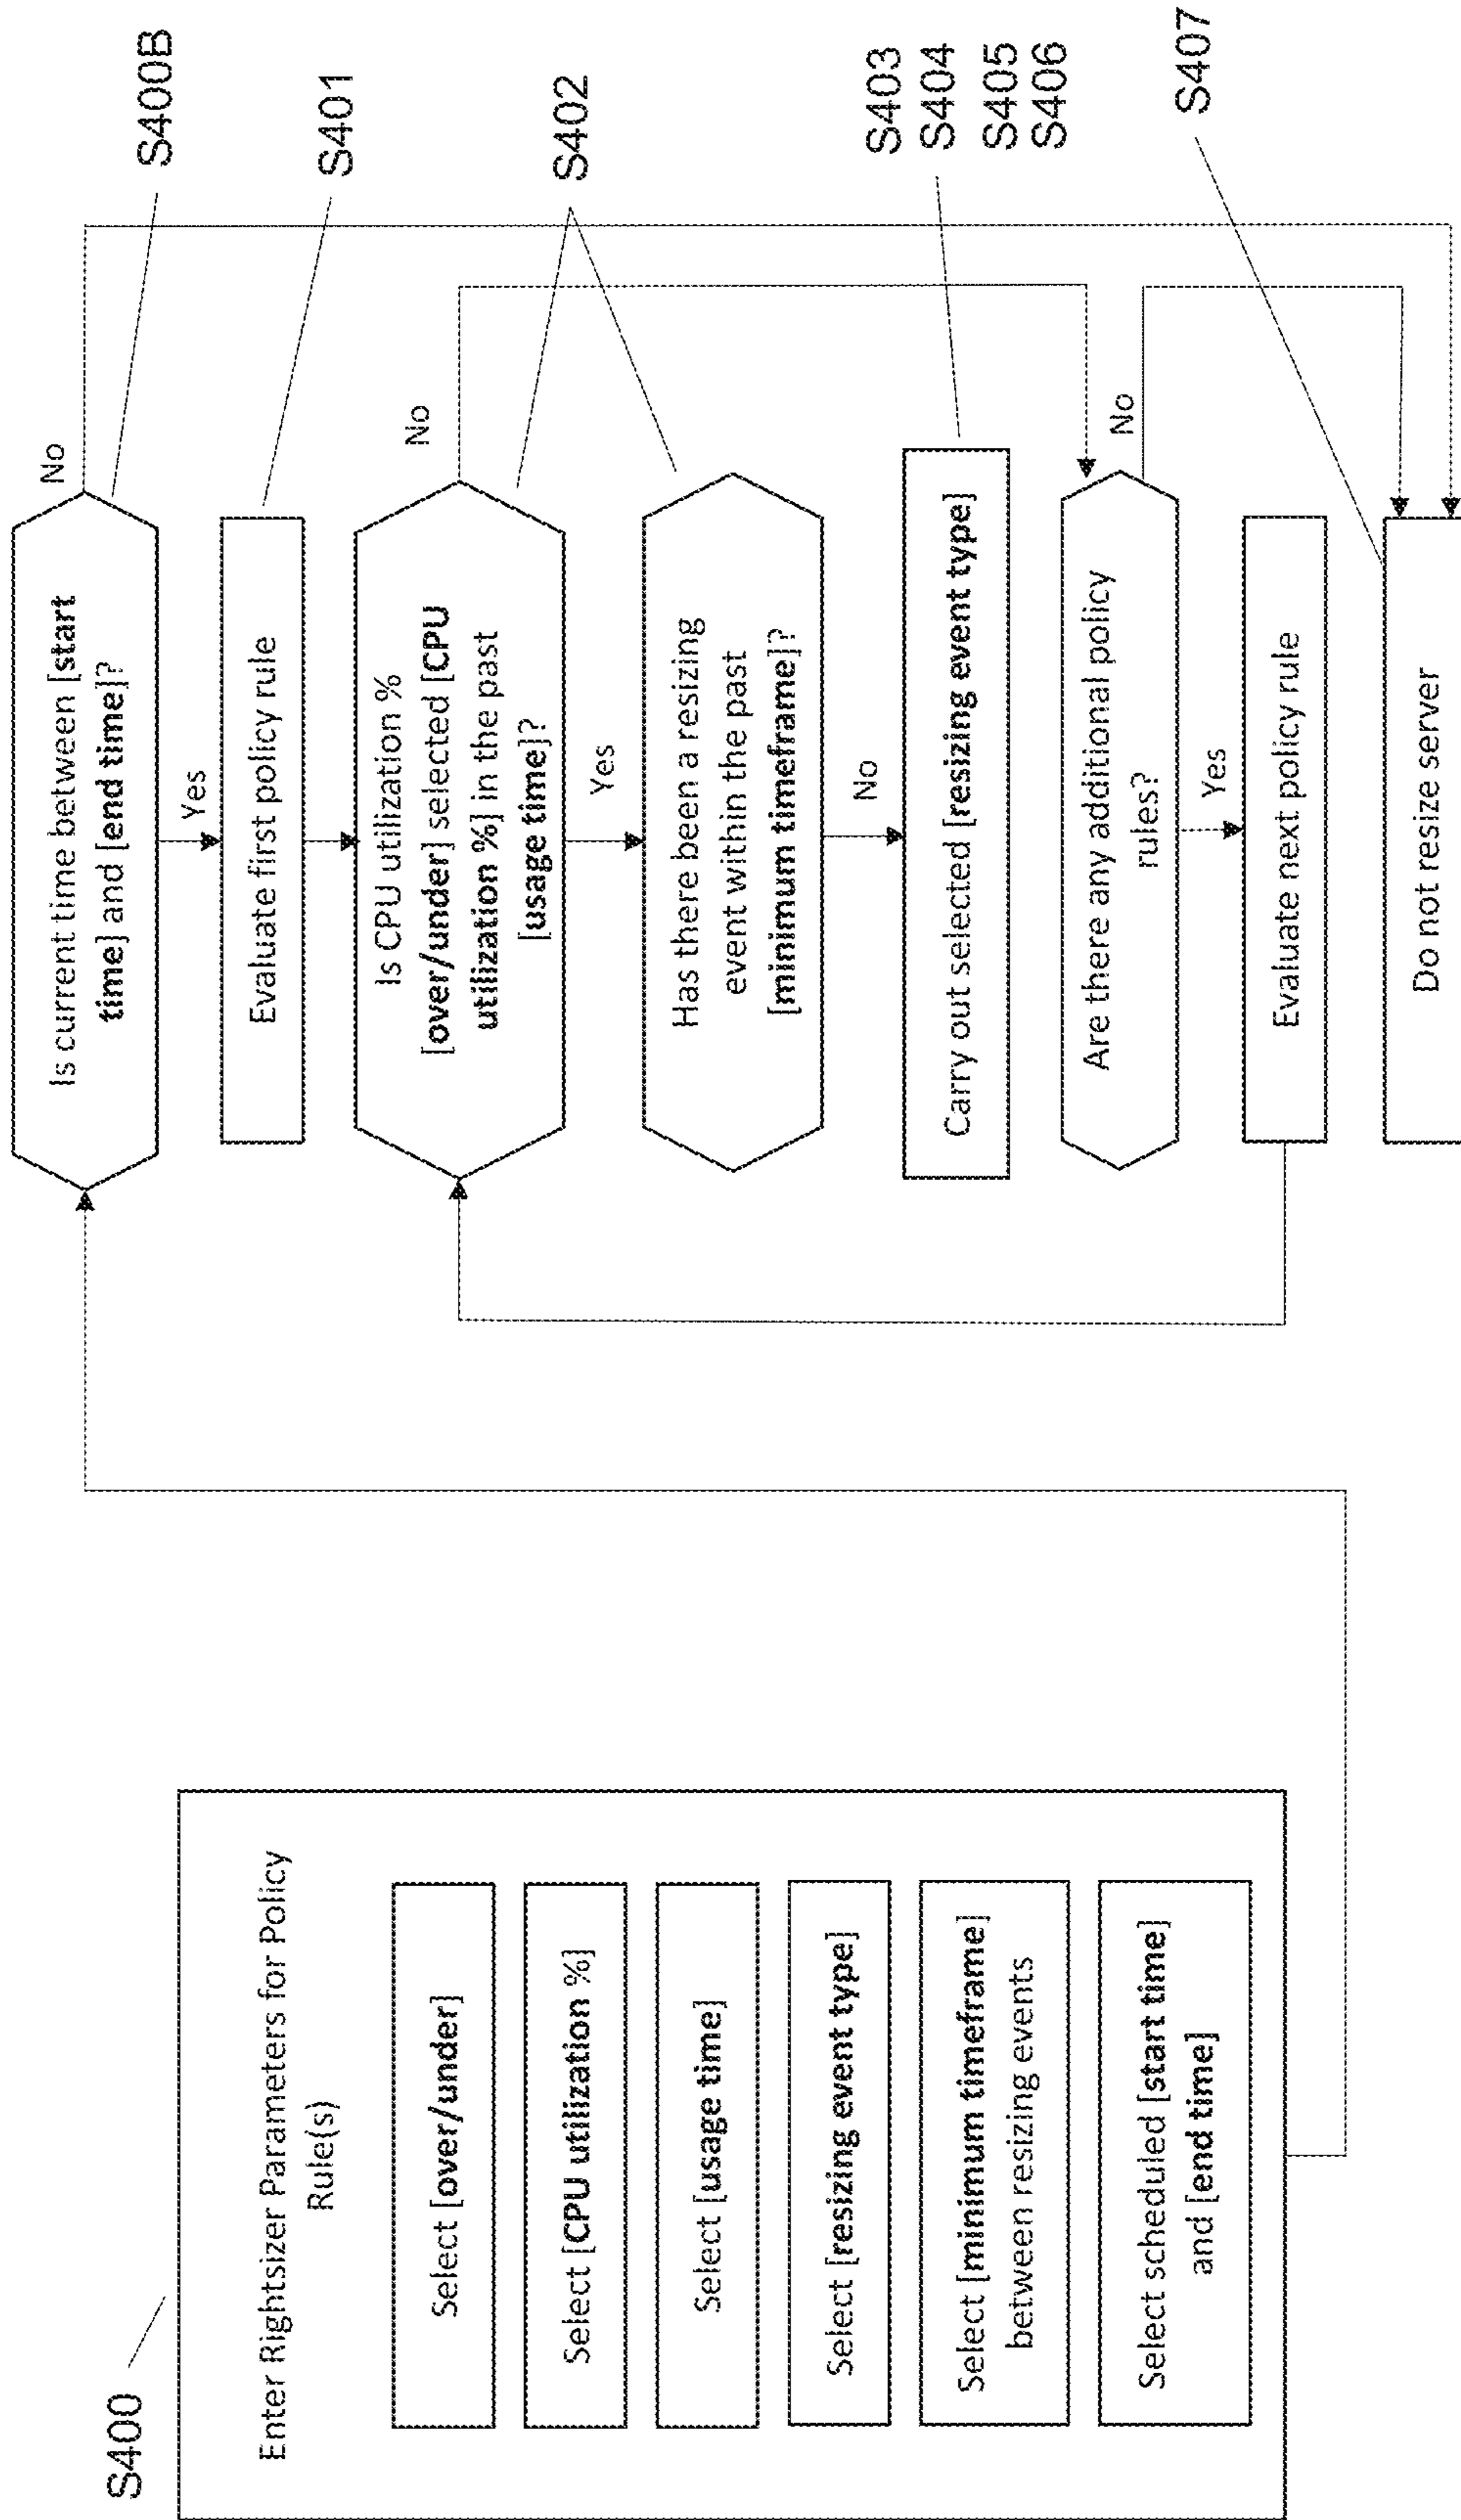 S400
Enter Rightsizer Parameters for Policy
Rule(s)
Select [over/under]
Select [CPU utilization %]
Select [usage time]
Select [resizing event type]
Select [minimum timeframe]
between resizing events
Select scheduled [start time]
and [end time]
Is current time between [start
time] and [end time]?
No
S400B
Yes
Evaluate first policy rule
S401
Is CPU utilization %
[over/under] selected [CPU
utilization %] in the past
[usage time]?
No
S402
Yes
Has there been a resizing
event within the past
[minimum timeframe]?
No
Carry out selected [resizing event type]
S403
S404
S405
S406
Are there any additional policy
rules?
No
Yes
Evaluate next policy rule
Do not resize server
S407